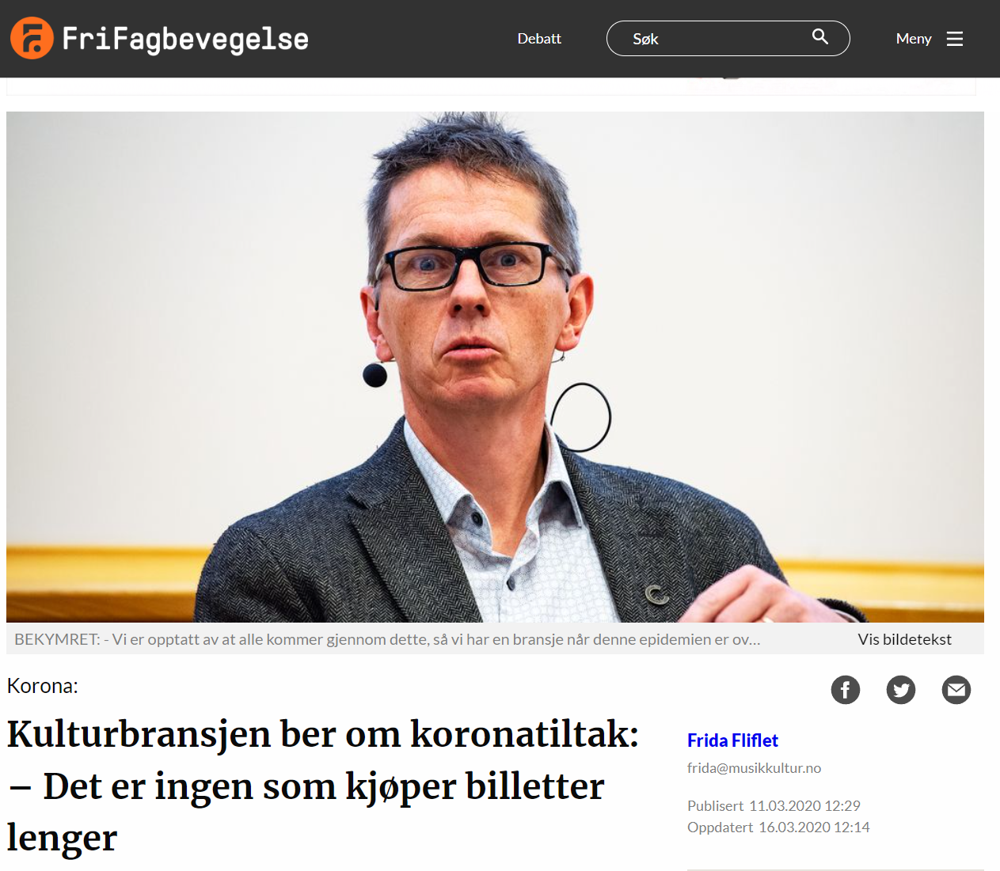 FriFagbevegelse
Debatt
Søk
Meny
BEKYMRET: - Vi er opptatt av at alle kommer gjennom dette, så vi har en bransje når denne epidemien er ov…
Vis bildetekst
Korona:
Kulturbransjen ber om koronatiltak:
– Det er ingen som kjøper billetter
lenger
Frida Fliflet
frida@musikkultur.no
Publisert 11.03.2020 12:29
Oppdatert 16.03.2020 12:14